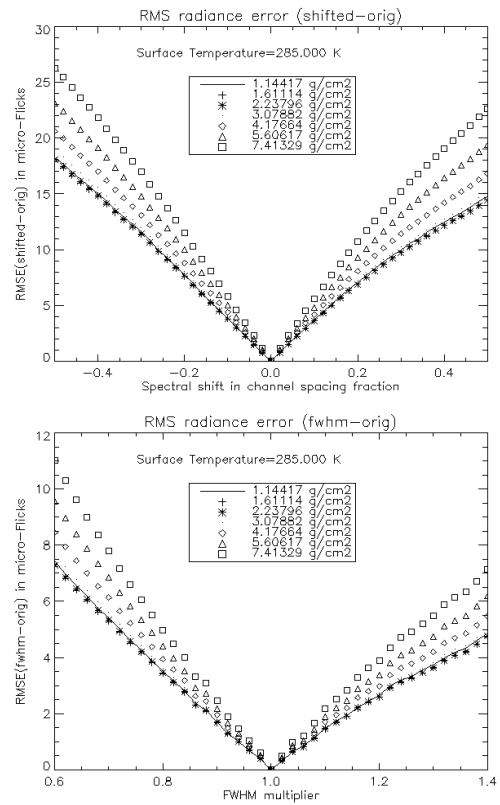 RMS radiance error (shifted-orig)
30
25
20
15
10
5
0
RMSE(shifted-orig) in micro-Flicks
Surface Temperature=285.000 K
1.14417 g/cm2
1.61114 g/cm2
2.23796 g/cm2
3.07882 g/cm2
4.17664 g/cm2
5.60617 g/cm2
7.41329 g/cm2
-0.4 -0.2 0.0 0.2 0.4
Spectral shift in channel spacing fraction
RMS radiance error (fwhm-orig)
12
10
8
6
4
2
0
RMSE(fwhm-orig) in micro-Flicks
Surface Temperature=285.000 K
1.14417 g/cm2
1.61114 g/cm2
2.23796 g/cm2
3.07882 g/cm2
4.17664 g/cm2
5.60617 g/cm2
7.41329 g/cm2
0.6 0.8 1.0 1.2 1.4
FWHM multiplier